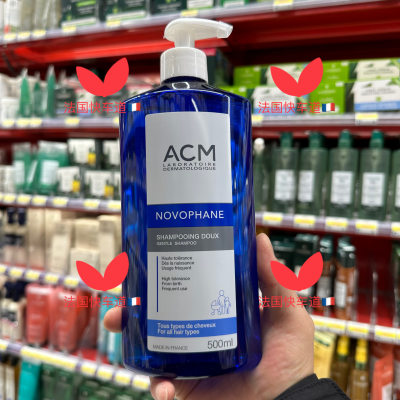 ACM
LABORATOIRE
DERMATOLOGIQUE
NOVOPHANE
SHAMPOOING DOUX
GENTLE SHAMPOO
Haute tolérance
Dès la naissance
Usage fréquent
High tolerance
From birth
Frequent use
Tous types de cheveux
For all hair types
MADE IN FRANCE
500ml
法国快车道
法国快车道
法国快车道
法国快车道